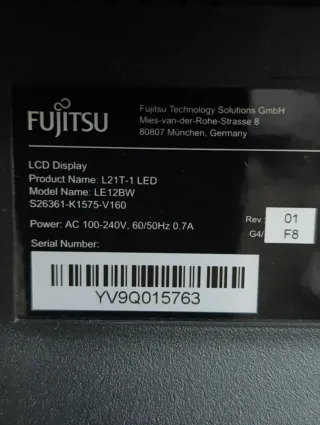 FUJITSU
Fujitsu Technology Solutions GmbH
Mies-van-der-Rohe-Strasse 8
80807 München, Germany
LCD Display
Product Name: L21T-1 LED
Model Name: LE12BW
S26361-K1575-V160
Power: AC 100-240V, 60/50Hz 0.7A
Rev.: 01
G4/ F8
Serial Number:
YV9Q015763